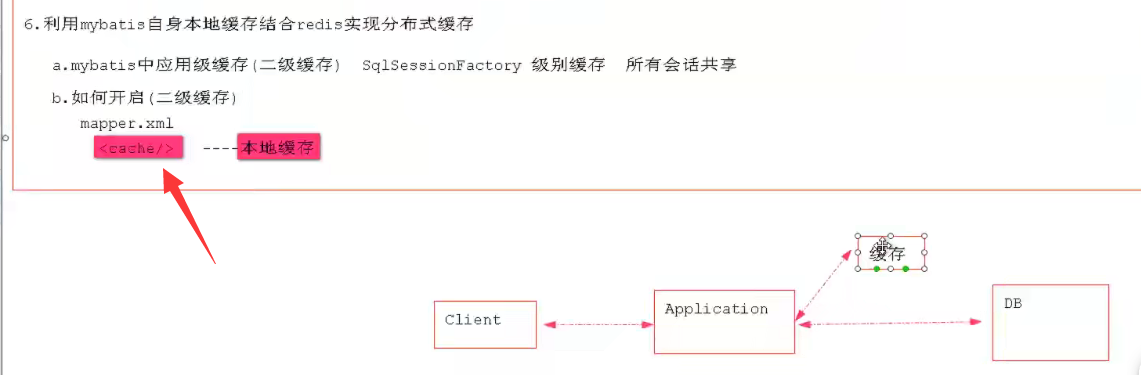 6.利用mybatis自身本地缓存结合redis实现分布式缓存
a.mybatis中应用级缓存(二级缓存) SqlSessionFactory 级别缓存 所有会话共享
b.如何开启(二级缓存)
mapper.xml
<cache/> ----本地缓存
缓存
Client
Application
DB